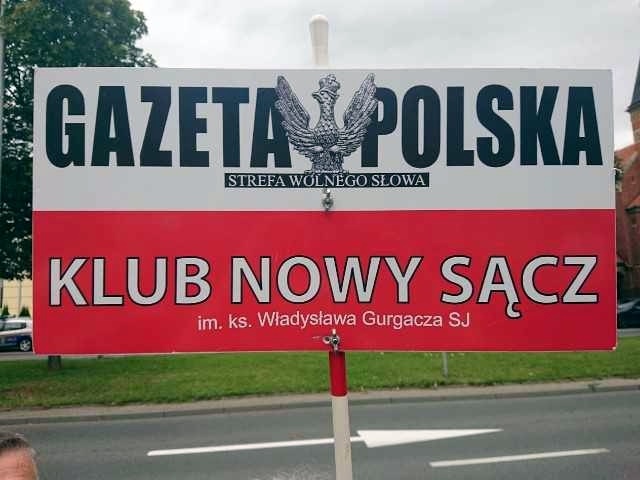 GAZETA POLSKA
STREFA WOLNEGO SŁOWA
KLUB NOWY SĄCZ
im. ks. Władysława Gurgacza SJ